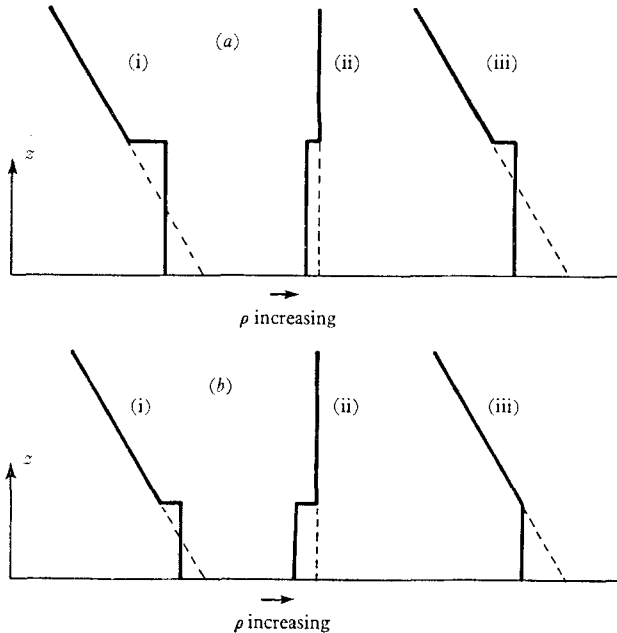 (i) (a) (ii) (iii)
z
ρ increasing
(b)
(i) (ii) (iii)
z
ρ increasing